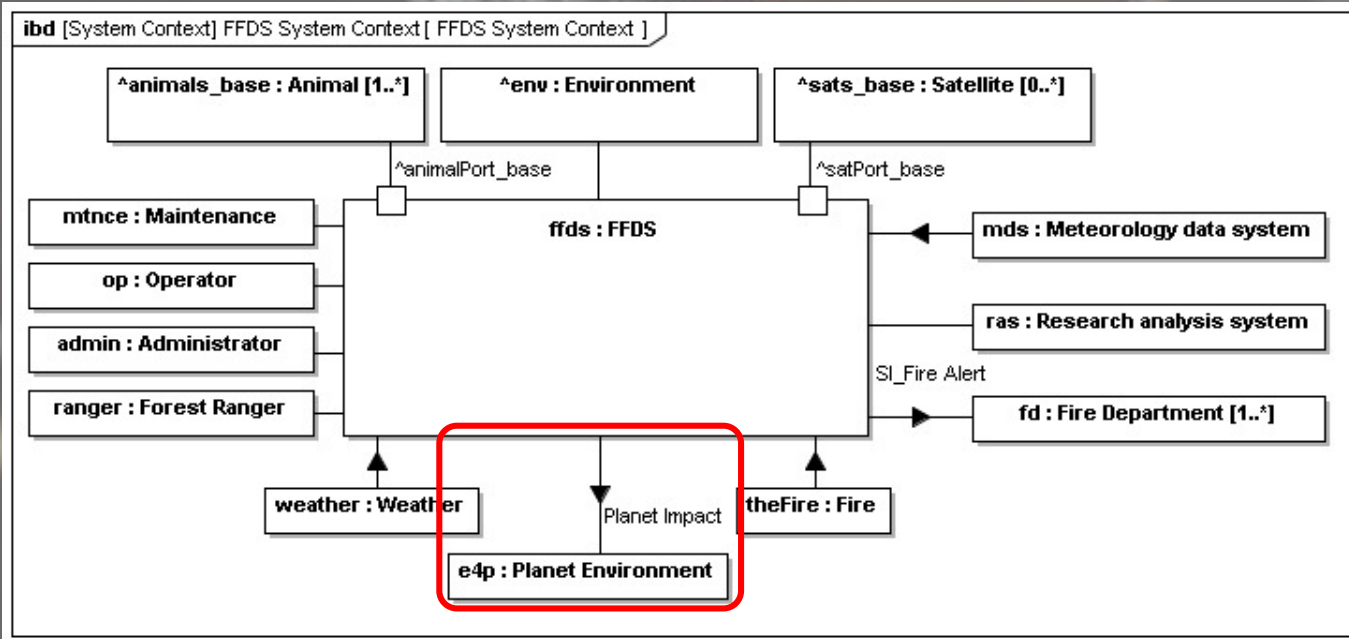 ibd [System Context] FFDS System Context [ FFDS System Context ]
^animals_base : Animal [1..*]
^env : Environment
^sats_base : Satellite [0..*]
^animalPort_base
^satPort_base
mtnce : Maintenance
ffds : FFDS
mds : Meteorology data system
op : Operator
ras : Research analysis system
admin : Administrator
SI_Fire Alert
ranger : Forest Ranger
fd : Fire Department [1..*]
weather : Weather
Planet Impact
theFire : Fire
e4p : Planet Environment